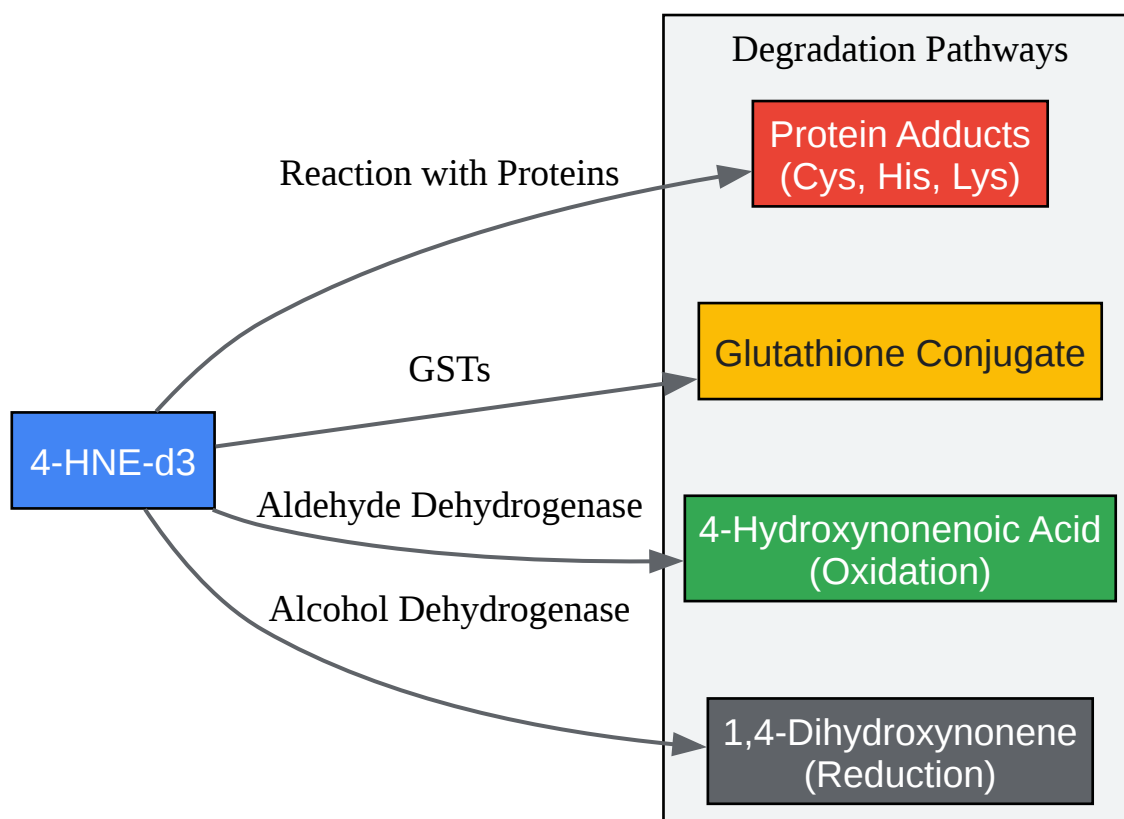 Degradation Pathways
Protein Adducts
(Cys, His, Lys)
Reaction with Proteins
Glutathione Conjugate
GSTs
4-HNE-d3
Aldehyde Dehydrogenase
4-Hydroxynonenoic Acid
(Oxidation)
Alcohol Dehydrogenase
1,4-Dihydroxynonene
(Reduction)